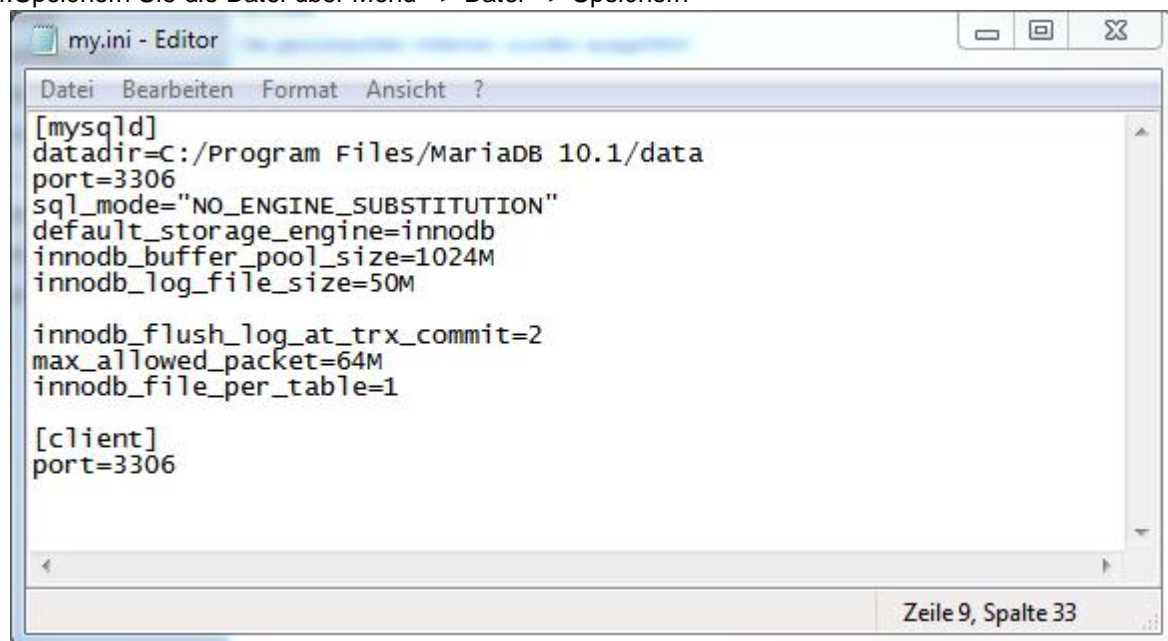 Speichern Sie die Datei über Menü -> Datei -> Speichern
my.ini - Editor
Datei Bearbeiten Format Ansicht ?
[mysqld]
datadir=C:/Program Files/MariaDB 10.1/data
port=3306
sql_mode="NO_ENGINE_SUBSTITUTION"
default_storage_engine=innodb
innodb_buffer_pool_size=1024M
innodb_log_file_size=50M
innodb_flush_log_at_trx_commit=2
max_allowed_packet=64M
innodb_file_per_table=1
[client]
port=3306
Zeile 9, Spalte 33